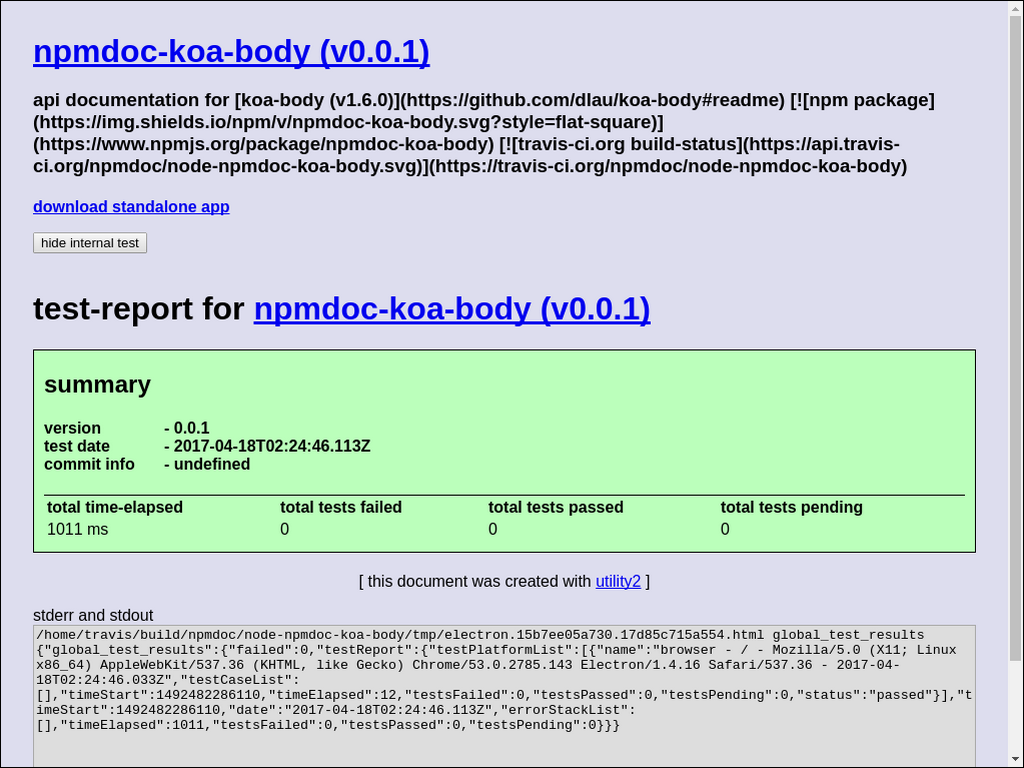 npmdoc-koa-body (v0.0.1)
api documentation for [koa-body (v1.6.0)](https://github.com/dlau/koa-body#readme) [![npm package]
(https://img.shields.io/npm/v/npmdoc-koa-body.svg?style=flat-square)]
(https://www.npmjs.org/package/npmdoc-koa-body) [![travis-ci.org build-status](https://api.travis-
ci.org/npmdoc/node-npmdoc-koa-body.svg)](https://travis-ci.org/npmdoc/node-npmdoc-koa-body)
download standalone app
hide internal test
test-report for npmdoc-koa-body (v0.0.1)
summary
version - 0.0.1
test date - 2017-04-18T02:24:46.113Z
commit info - undefined
total time-elapsed total tests failed total tests passed total tests pending
1011 ms 0 0 0
[ this document was created with utility2 ]
stderr and stdout
/home/travis/build/npmdoc/node-npmdoc-koa-body/tmp/electron.15b7ee05a730.17d85c715a554.html global_test_results
{"global_test_results":{"failed":0,"testReport":{"testPlatformList":[{"name":"browser - / - Mozilla/5.0 (X11; Linux
x86_64) AppleWebKit/537.36 (KHTML, like Gecko) Chrome/53.0.2785.143 Electron/1.4.16 Safari/537.36 - 2017-04-
18T02:24:46.033Z","testCaseList":
[],"timeStart":1492482286110,"timeElapsed":12,"testsFailed":0,"testsPassed":0,"testsPending":0,"status":"passed"}],"t
imeStart":1492482286110,"date":"2017-04-18T02:24:46.113Z","errorStackList":
[],"timeElapsed":1011,"testsFailed":0,"testsPassed":0,"testsPending":0}}}